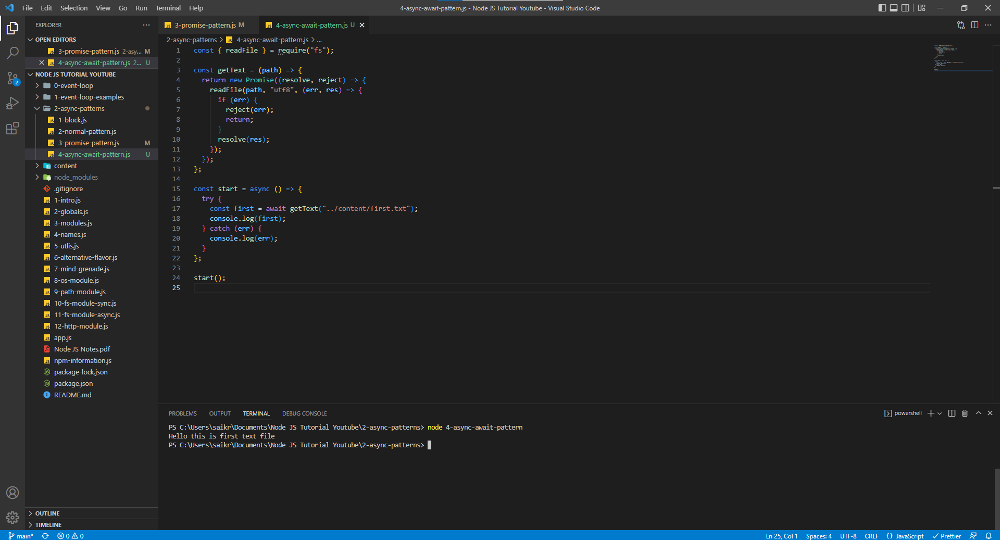 File Edit Selection View Go Run Terminal Help
4-async-await-pattern.js - Node JS Tutorial Youtube - Visual Studio Code
EXPLORER
OPEN EDITORS
3-promise-pattern.js 2-asy... M
4-async-await-pattern.js 2... U
NODE JS TUTORIAL YOUTUBE
0-event-loop
1-event-loop-examples
2-async-patterns
1-block.js
2-normal-pattern.js
3-promise-pattern.js M
4-async-await-pattern.js U
content
node_modules
.gitignore
1-intro.js
2-globals.js
3-modules.js
4-names.js
5-utlis.js
6-alternative-flavor.js
7-mind-grenade.js
8-os-module.js
9-path-module.js
10-fs-module-sync.js
11-fs-module-async.js
12-http-module.js
app.js
Node JS Notes.pdf
npm-information.js
package-lock.json
package.json
README.md
OUTLINE
TIMELINE
2
3-promise-pattern.js M
4-async-await-pattern.js U
2-async-patterns > 4-async-await-pattern.js > ...
1 const { readFile } = require("fs");
2
3 const getText = (path) => {
4 return new Promise((resolve, reject) => {
5 readFile(path, "utf8", (err, res) => {
6 if (err) {
7 reject(err);
8 return;
9 }
10 resolve(res);
11 });
12 });
13 };
14
15 const start = async () => {
16 try {
17 const first = await getText("../content/first.txt");
18 console.log(first);
19 } catch (err) {
20 console.log(err);
21 }
22 };
23
24 start();
25
PROBLEMS OUTPUT TERMINAL DEBUG CONSOLE
powershell
PS C:\Users\saikr\Documents\Node JS Tutorial Youtube\2-async-patterns> node 4-async-await-pattern
Hello this is first text file
PS C:\Users\saikr\Documents\Node JS Tutorial Youtube\2-async-patterns>
main* 0 0
Ln 25, Col 1 Spaces: 4 UTF-8 CRLF {} JavaScript Prettier